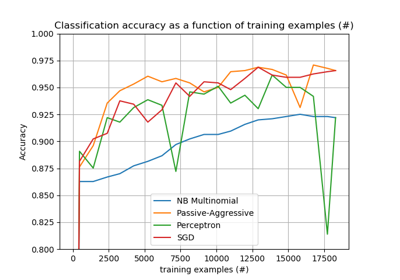 Classification accuracy as a function of training examples (#)
1.000
0.975
0.950
0.925
0.900
0.875
0.850
0.825
0.800
Accuracy
NB Multinomial
Passive-Aggressive
Perceptron
SGD
0 2500 5000 7500 10000 12500 15000 17500
training examples (#)